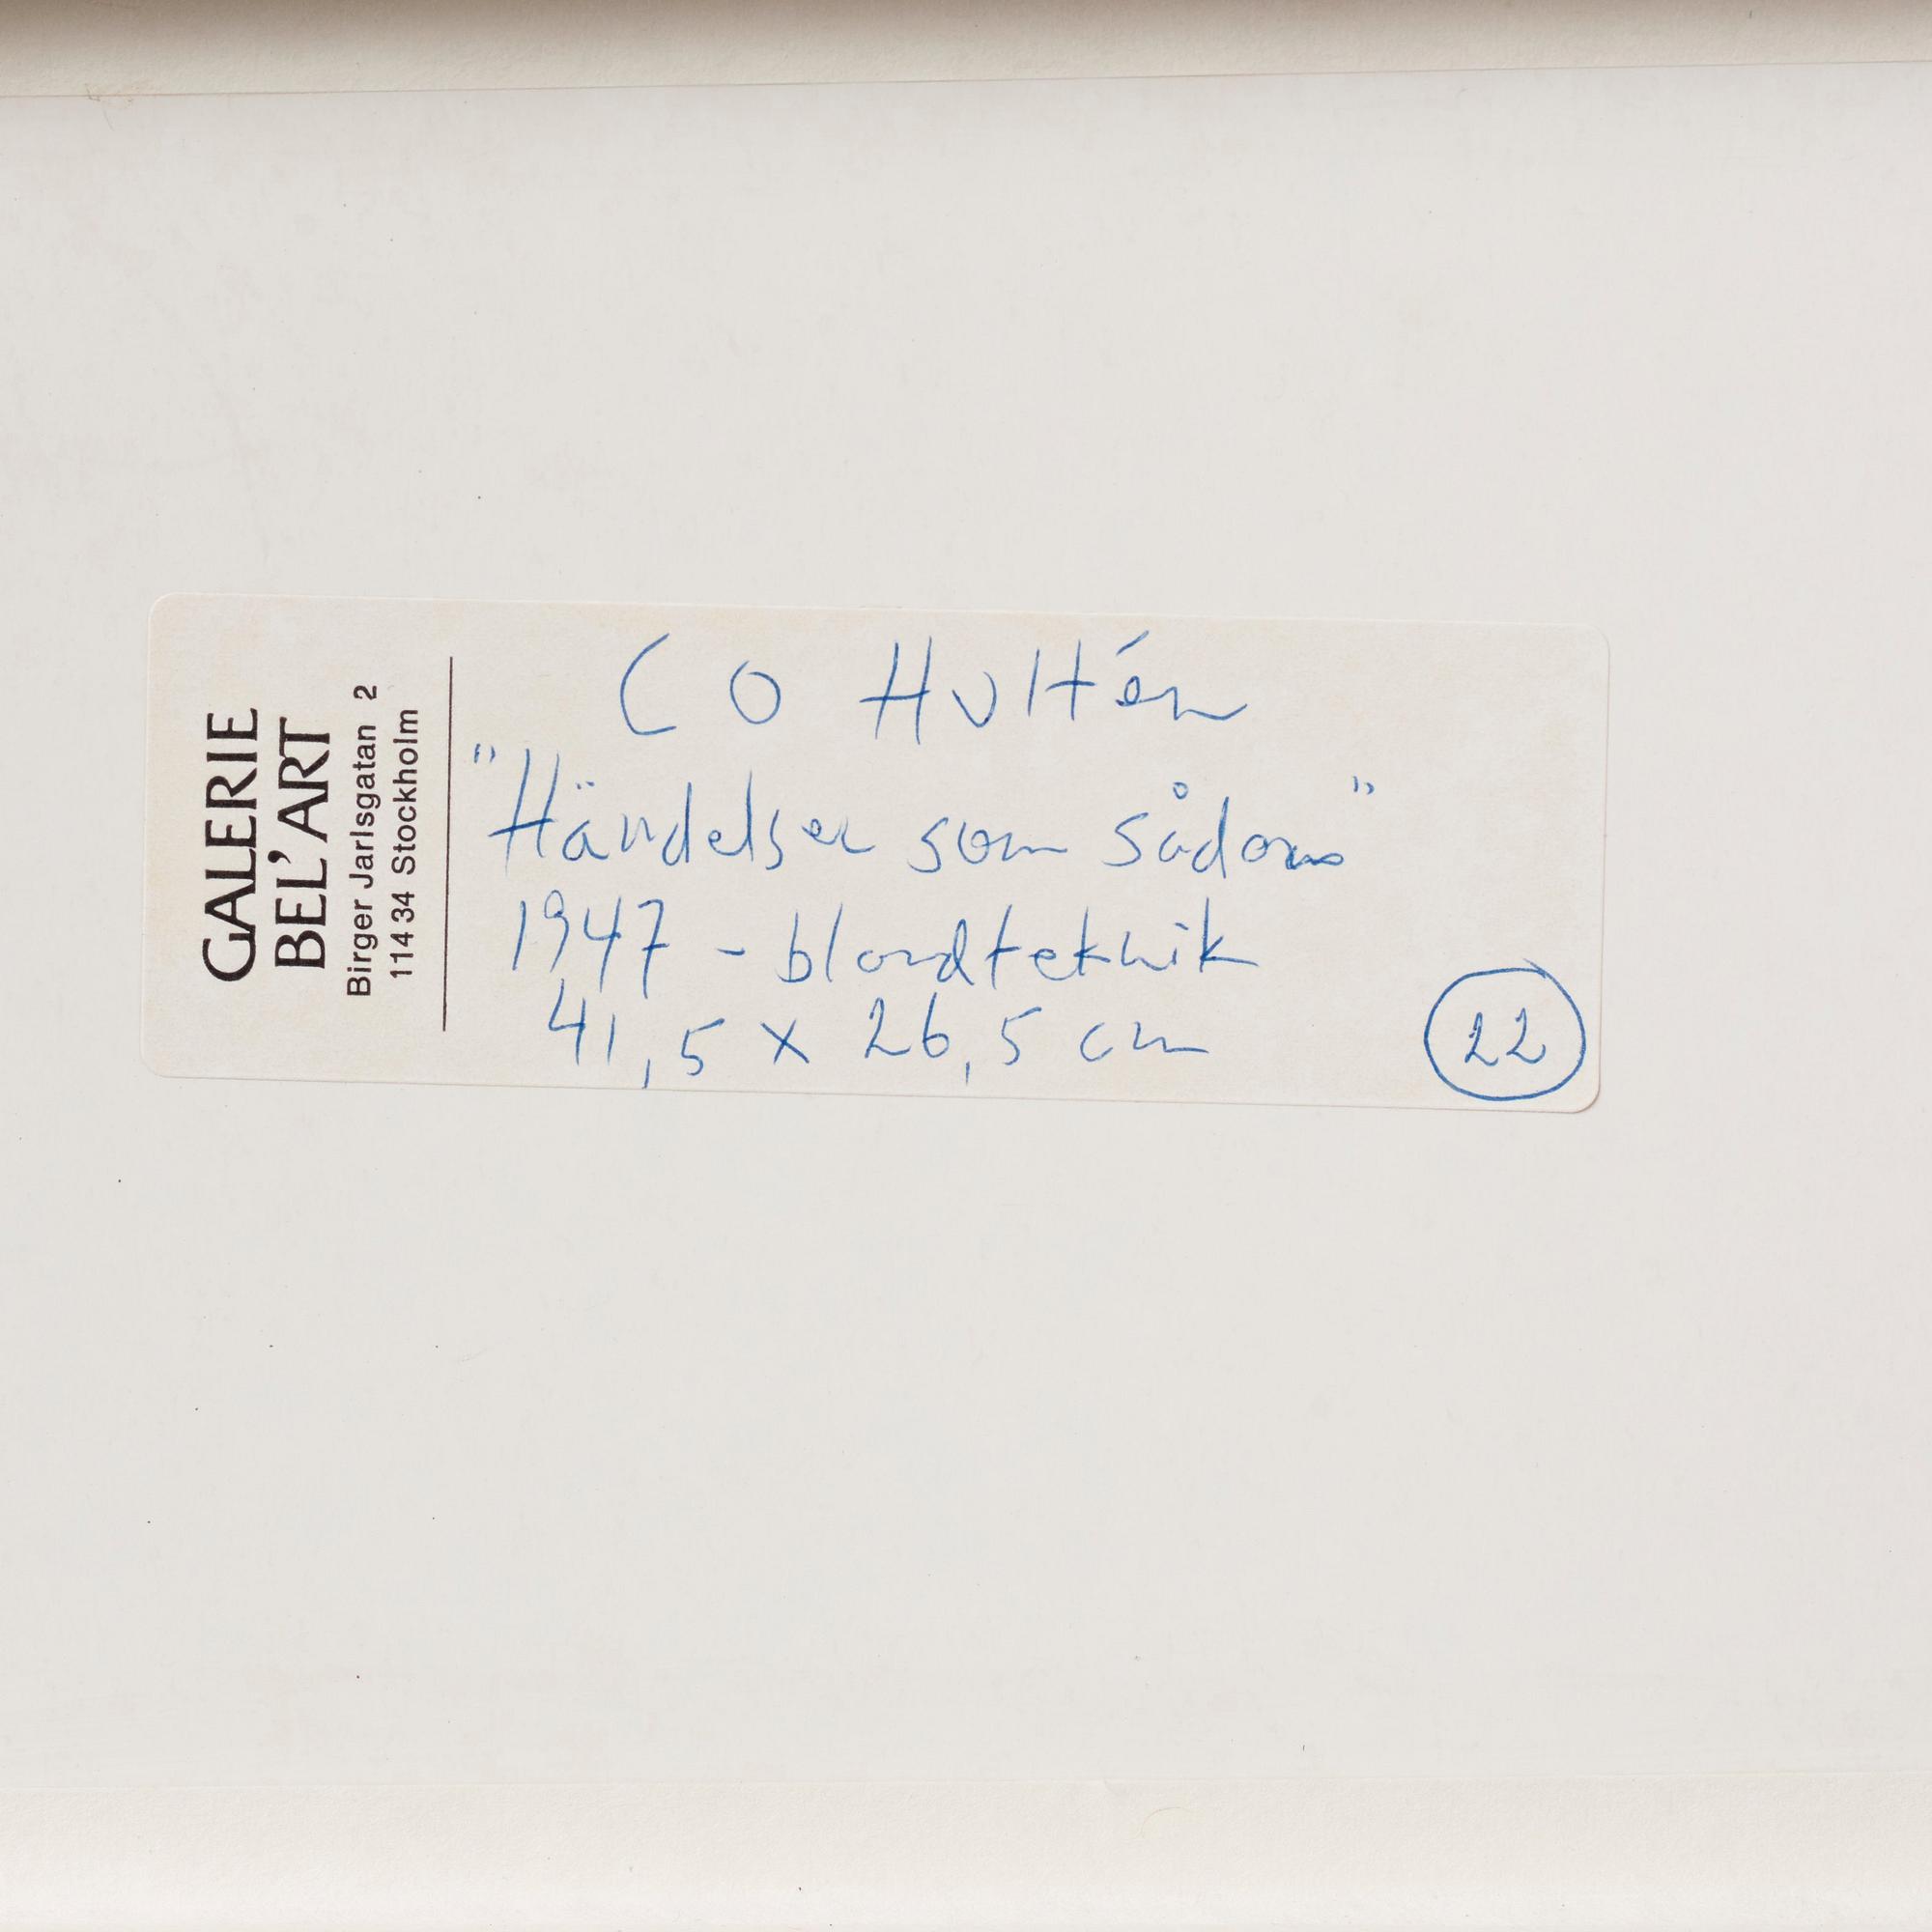 GALERIE
BEL'ART
Birger Jarlsgatan 2
114 34 Stockholm
CO Hultén
"Händelser som sådana"
1947 - blandteknik
41,5 x 26,5 cm
22